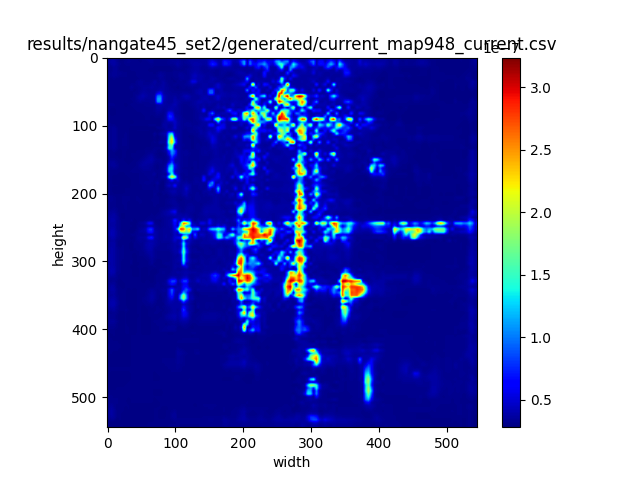 results/nangate45_set2/generated/current_map948_current.csv
1e−7
0
100
200
300
400
500
height
0 100 200 300 400 500
width
3.0
2.5
2.0
1.5
1.0
0.5